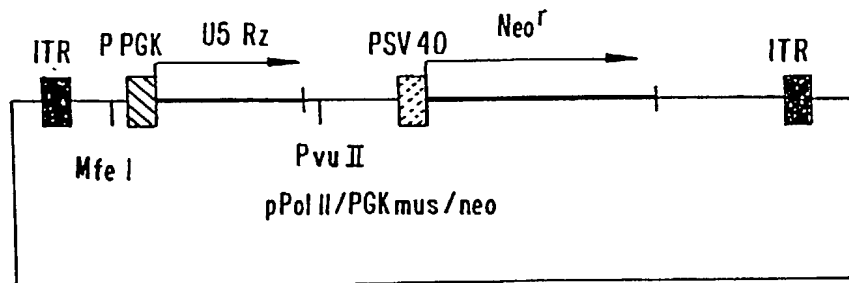 ITR P PGK U5 Rz PSV 40 Neo^r ITR
Mfe I Pvu II
pPol II/PGKmus/neo